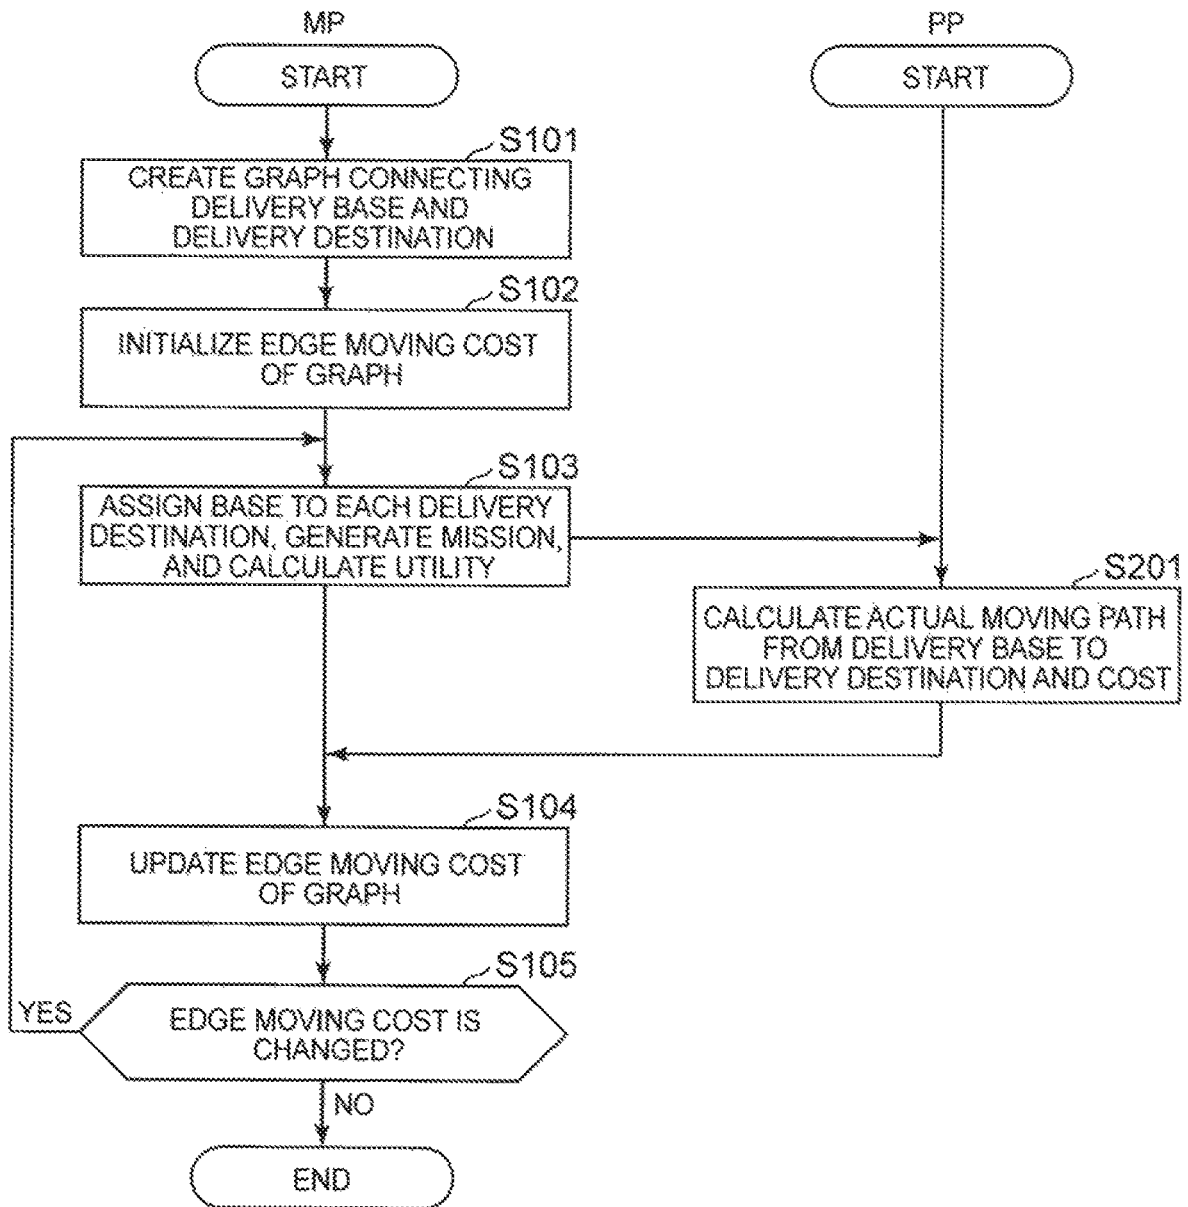 MP
START
S101
CREATE GRAPH CONNECTING
DELIVERY BASE AND
DELIVERY DESTINATION
S102
INITIALIZE EDGE MOVING COST
OF GRAPH
S103
ASSIGN BASE TO EACH DELIVERY
DESTINATION, GENERATE MISSION,
AND CALCULATE UTILITY
S104
UPDATE EDGE MOVING COST
OF GRAPH
S105
EDGE MOVING COST IS
CHANGED?
YES
NO
END
PP
START
S201
CALCULATE ACTUAL MOVING PATH
FROM DELIVERY BASE TO
DELIVERY DESTINATION AND COST